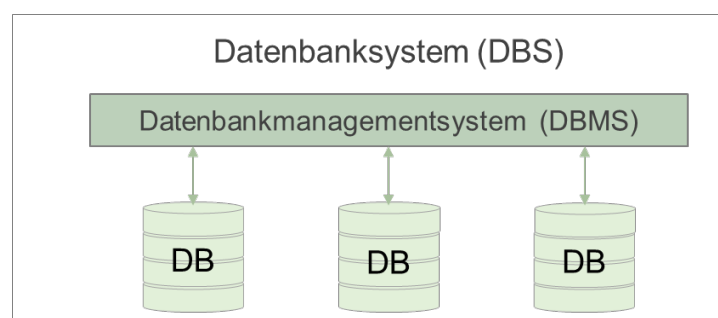 Datenbanksystem (DBS)
Datenbankmanagementsystem (DBMS)
DB DB DB